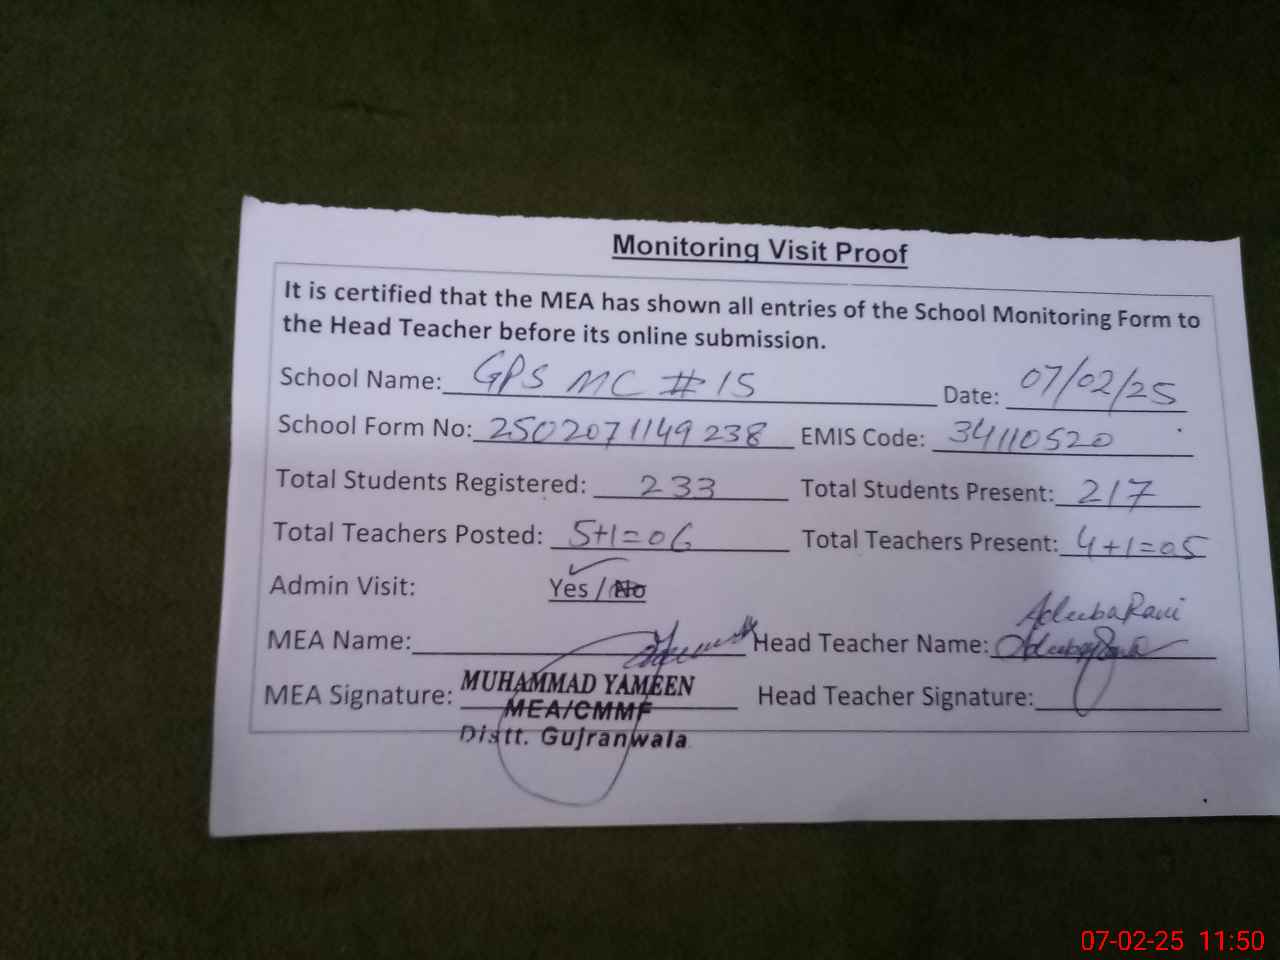 Monitoring Visit Proof
It is certified that the MEA has shown all entries of the School Monitoring Form to
the Head Teacher before its online submission.
School Name: GPS MC # 15 Date: 07/02/25
School Form No: 2502071149238 EMIS Code: 34110520
Total Students Registered: 233 Total Students Present: 217
Total Teachers Posted: 5+1=06 Total Teachers Present: 4+1=05
Admin Visit: Yes / No
Adeeba Rani
MEA Name: Head Teacher Name:
MEA Signature: MUHAMMAD YAMEEN Head Teacher Signature:
MEA/CMMF
Distt. Gujranwala
07-02-25 11:50